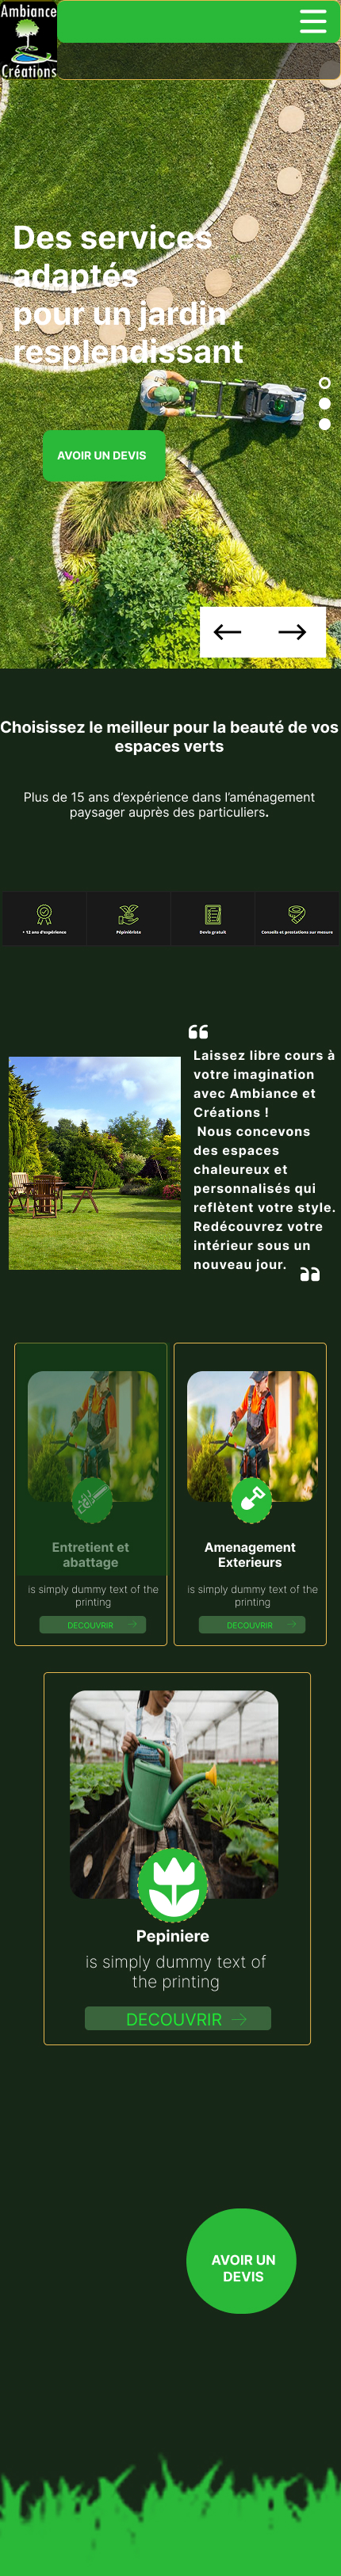 Ambiance
Créations
Des services
adaptés
pour un jardin
resplendissant
AVOIR UN DEVIS
Choisissez le meilleur pour la beauté de vos
espaces verts
Plus de 15 ans d’expérience dans l’aménagement
paysager auprès des particuliers.
+ 12 ans d'expérience
Pépiniériste
Devis gratuit
Conseils et prestations sur mesure
“
Laissez libre cours à
votre imagination
avec Ambiance et
Créations !
Nous concevons
des espaces
chaleureux et
personnalisés qui
reflètent votre style.
Redécouvrez votre
intérieur sous un
nouveau jour.
”
Entretient et
abattage
is simply dummy text of the
printing
DECOUVRIR
Amenagement
Exterieurs
is simply dummy text of the
printing
DECOUVRIR
Pepiniere
is simply dummy text of
the printing
DECOUVRIR
AVOIR UN
DEVIS